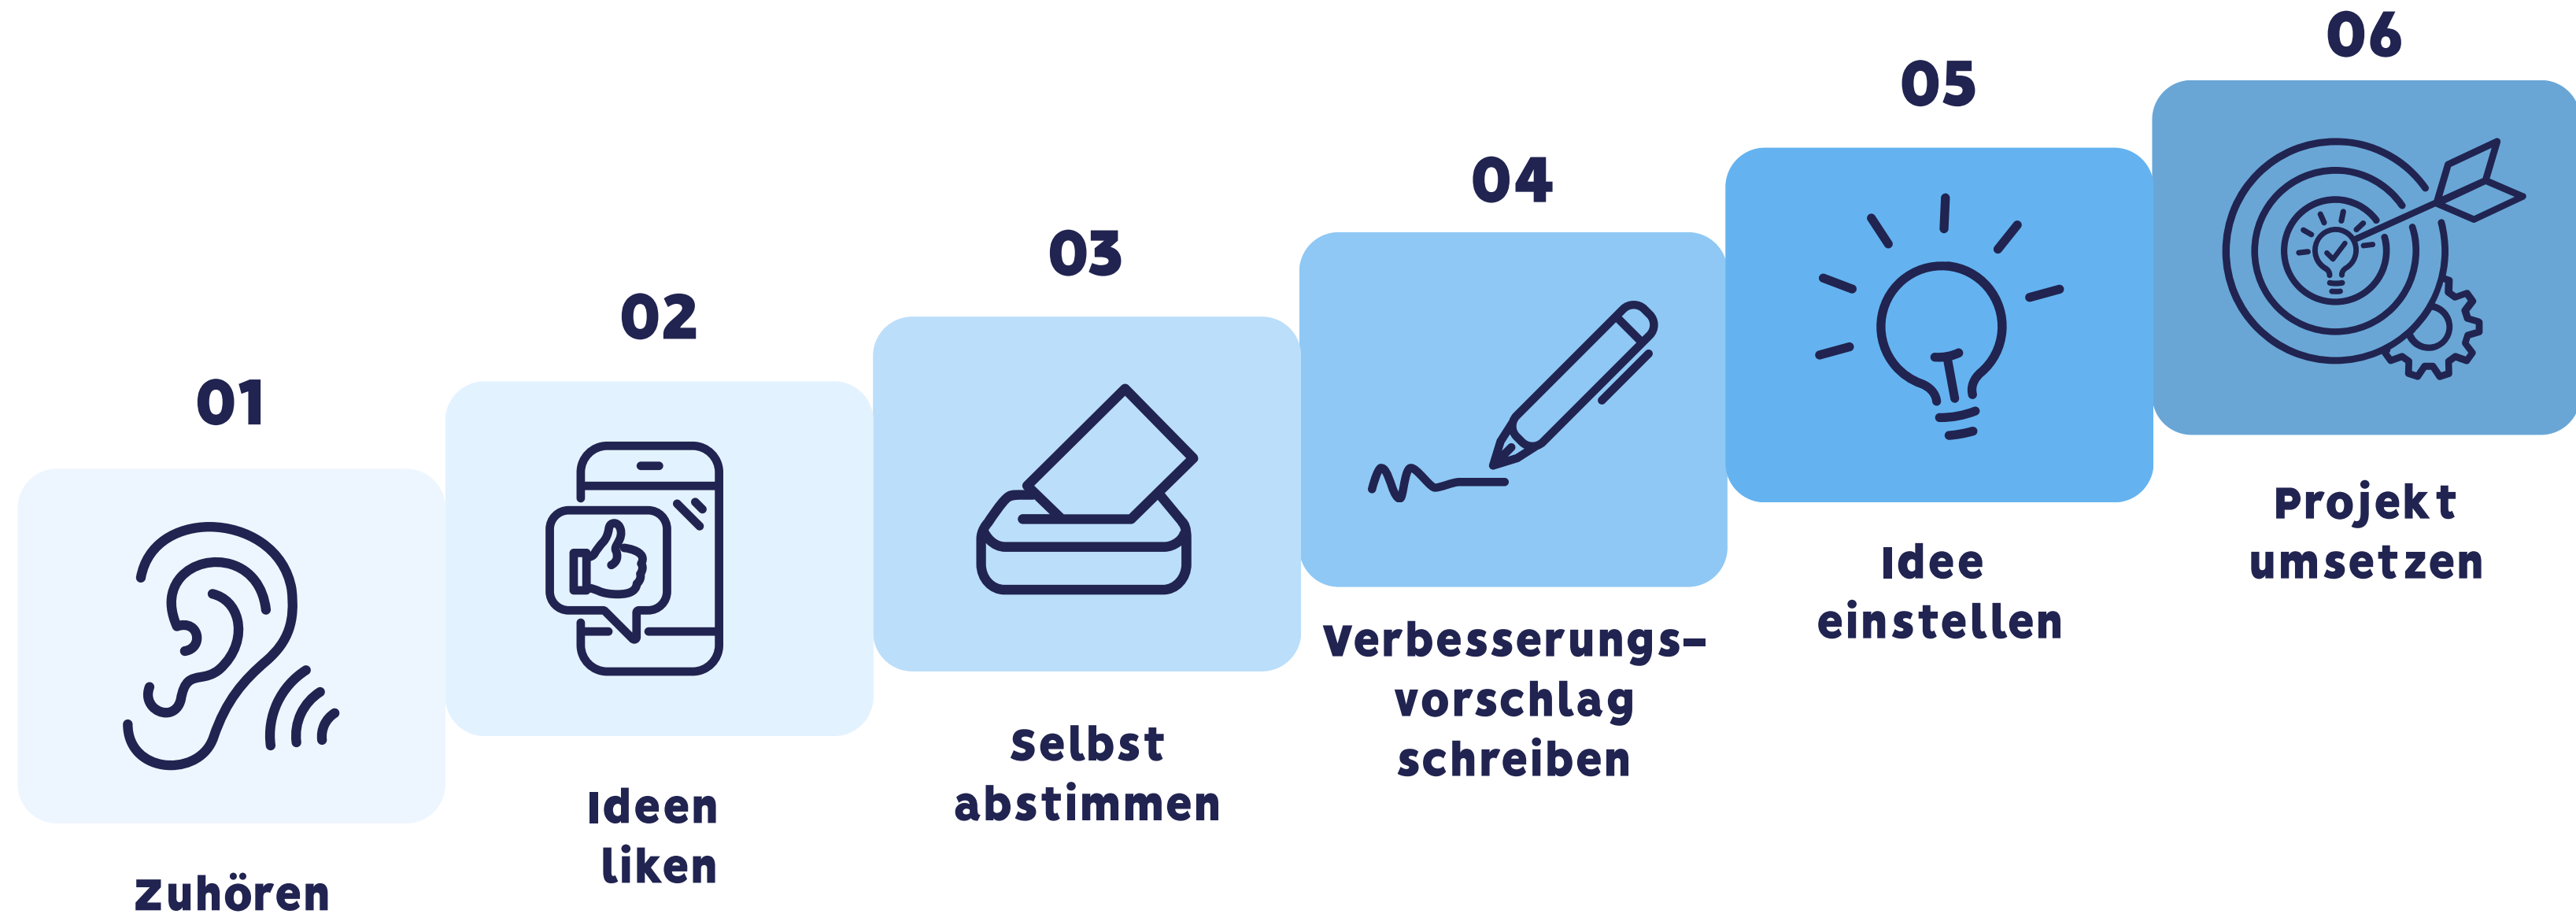 01
Zuhören
02
Ideen
liken
03
Selbst
abstimmen
04
Verbesserungs-
vorschlag
schreiben
05
Idee
einstellen
06
Projekt
umsetzen